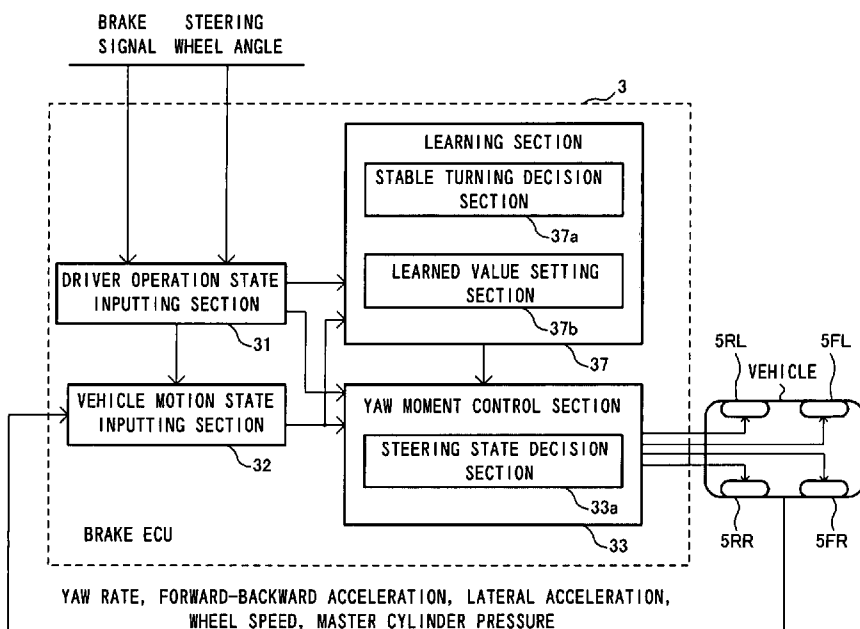 BRAKE SIGNAL
STEERING WHEEL ANGLE
3
LEARNING SECTION
STABLE TURNING DECISION
SECTION
37a
LEARNED VALUE SETTING
SECTION
37b
37
DRIVER OPERATION STATE
INPUTTING SECTION
31
VEHICLE MOTION STATE
INPUTTING SECTION
32
YAW MOMENT CONTROL SECTION
STEERING STATE DECISION
SECTION
33a
33
BRAKE ECU
5RL
VEHICLE
5FL
5RR
5FR
YAW RATE, FORWARD-BACKWARD ACCELERATION, LATERAL ACCELERATION,
WHEEL SPEED, MASTER CYLINDER PRESSURE